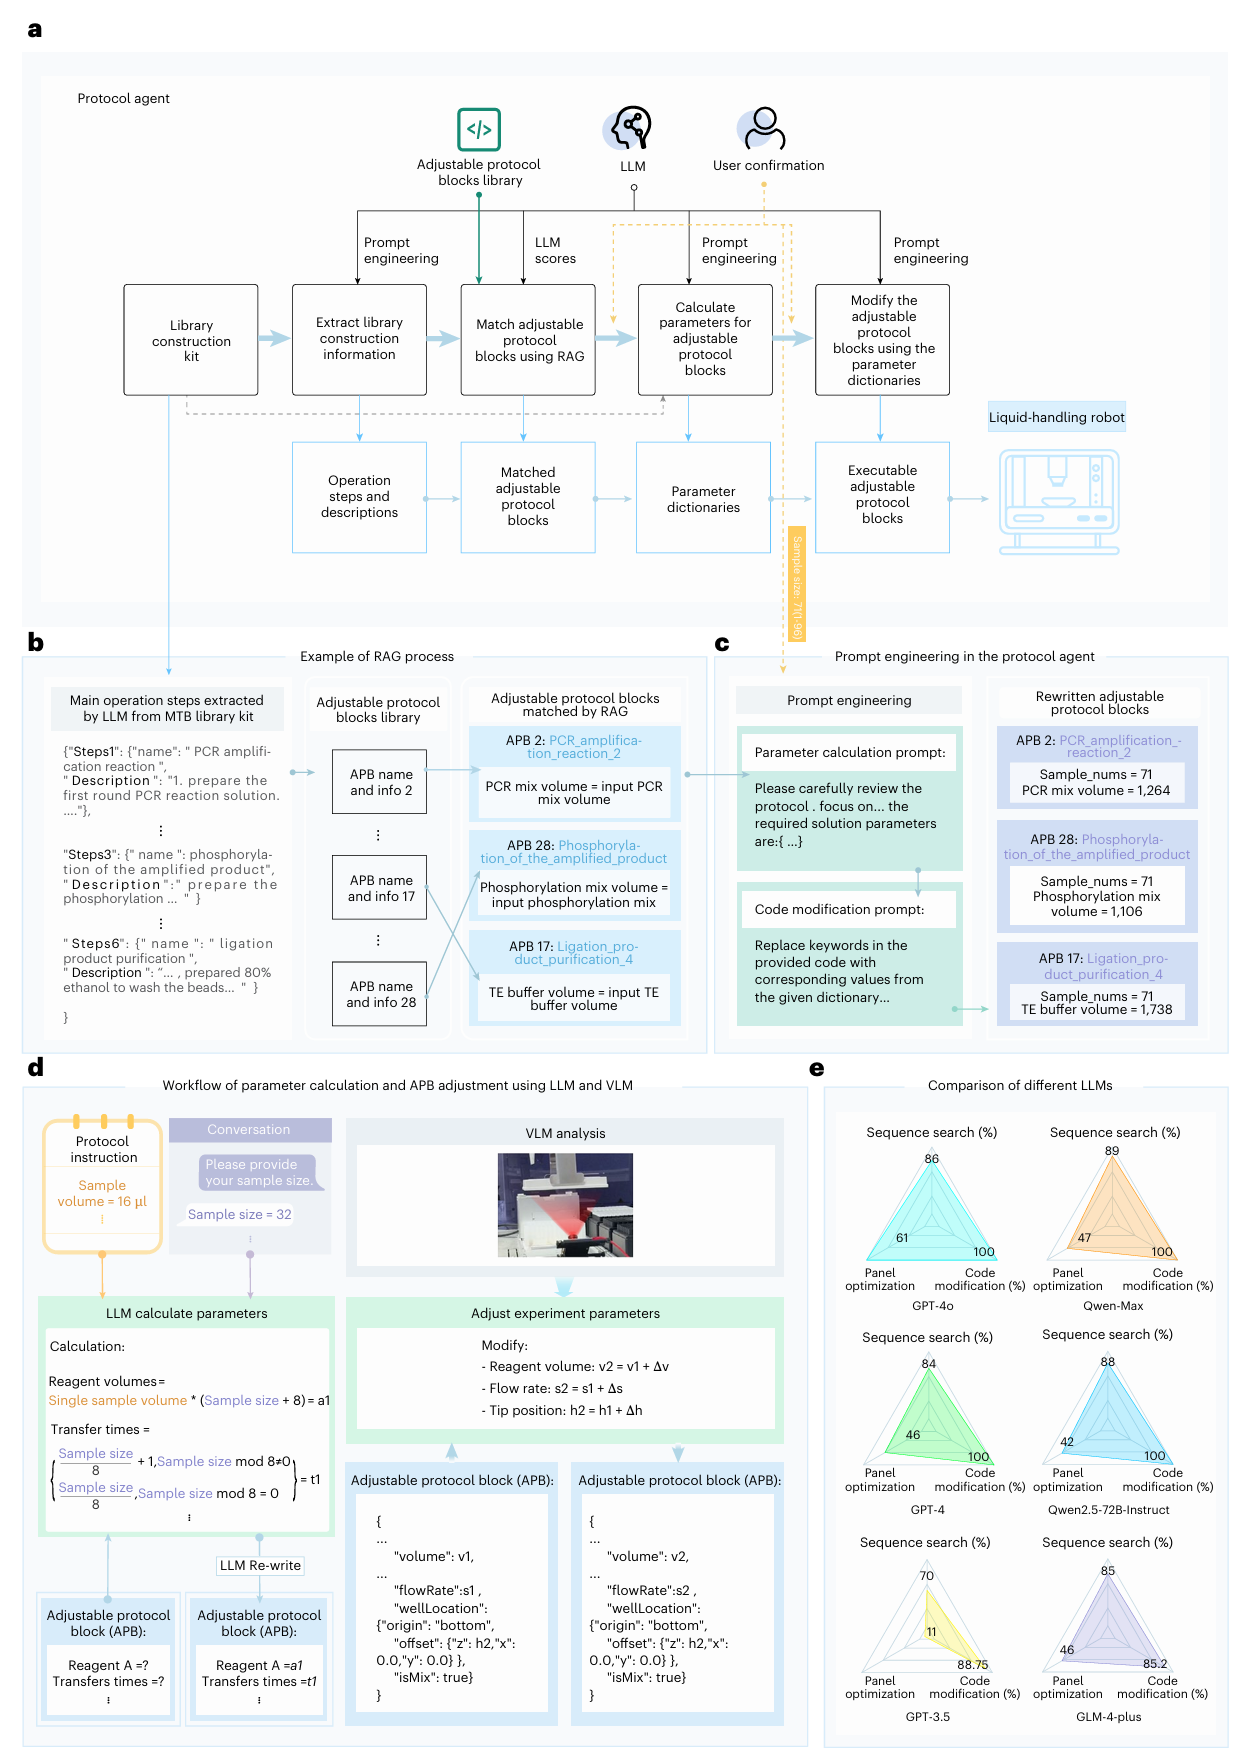 a
Protocol agent
Adjustable protocol
blocks library
LLM
User confirmation
Prompt
engineering
LLM
scores
Prompt
engineering
Prompt
engineering
Library
construction
kit
Extract library
construction
information
Match adjustable
protocol
blocks using RAG
Calculate
parameters for
adjustable
protocol
blocks
Modify the
adjustable
protocol
blocks using the
parameter
dictionaries
Liquid-handling robot
Operation
steps and
descriptions
Matched
adjustable
protocol
blocks
Parameter
dictionaries
Executable
adjustable
protocol
blocks
Sample size: 71(1-96)
b
Example of RAG process
Main operation steps extracted
by LLM from MTB library kit
{"Steps1": {"name": " PCR amplifi-
cation reaction ",
" Description ": "1. prepare the
first round PCR reaction solution.
...."},
⋮
"Steps3": {" name ": phosphoryla-
tion of the amplified product",
" Description ":" prepare the
phosphorylation ... " }
⋮
" Steps6": {" name ": " ligation
product purification ",
" Description ": "... , prepared 80%
ethanol to wash the beads... " }
}
Adjustable protocol
blocks library
APB name
and info 2
⋮
APB name
and info 17
⋮
APB name
and info 28
Adjustable protocol blocks
matched by RAG
APB 2: PCR_amplifica-
tion_reaction_2
PCR mix volume = input PCR
mix volume
APB 28: Phosphoryla-
tion_of_the_amplified_product
Phosphorylation mix volume =
input phosphorylation mix
APB 17: Ligation_pro-
duct_purification_4
TE buffer volume = input TE
buffer volume
c
Prompt engineering in the protocol agent
Prompt engineering
Parameter calculation prompt:
Please carefully review the
protocol . focus on... the
required solution parameters
are:{ ...}
Code modification prompt:
Replace keywords in the
provided code with
corresponding values from
the given dictionary...
Rewritten adjustable
protocol blocks
APB 2: PCR_amplification_-
reaction_2
Sample_nums = 71
PCR mix volume = 1,264
APB 28: Phosphoryla-
tion_of_the_amplified_product
Sample_nums = 71
Phosphorylation mix
volume = 1,106
APB 17: Ligation_pro-
duct_purification_4
Sample_nums = 71
TE buffer volume = 1,738
d
Workflow of parameter calculation and APB adjustment using LLM and VLM
Protocol
instruction
Sample
volume = 16 μl
⁞
Conversation
Please provide
your sample size.
Sample size = 32
⋮
LLM calculate parameters
Calculation:
Reagent volumes=
Single sample volume * (Sample size + 8) = a1
Transfer times =
Sample size
8
+ 1,Sample size mod 8≠0
Sample size
8
,Sample size mod 8 = 0
= t1
⋮
LLM Re-write
Adjustable protocol
block (APB):
Reagent A =?
Transfers times =?
⋮
Adjustable protocol
block (APB):
Reagent A =a1
Transfers times =t1
⋮
VLM analysis
Adjust experiment parameters
Modify:
- Reagent volume: v2 = v1 + Δv
- Flow rate: s2 = s1 + Δs
- Tip position: h2 = h1 + Δh
Adjustable protocol block (APB):
{
...
"volume": v1,
...
"flowRate":s1 ,
"wellLocation":
{"origin": "bottom",
"offset": {"z": h2,"x":
0.0,"y": 0.0} },
"isMix": true}
}
Adjustable protocol block (APB):
{
...
"volume": v2,
...
"flowRate":s2 ,
"wellLocation":
{"origin": "bottom",
"offset": {"z": h2,"x":
0.0,"y": 0.0} },
"isMix": true}
}
e
Comparison of different LLMs
Sequence search (%)
86
61
100
Panel
optimization
Code
modification (%)
GPT-4o
Sequence search (%)
89
47
100
Panel
optimization
Code
modification (%)
Qwen-Max
Sequence search (%)
84
46
100
Panel
optimization
Code
modification (%)
GPT-4
Sequence search (%)
88
42
100
Panel
optimization
Code
modification (%)
Qwen2.5-72B-Instruct
Sequence search (%)
70
11
88.75
Panel
optimization
Code
modification (%)
GPT-3.5
Sequence search (%)
85
46
85.2
Panel
optimization
Code
modification (%)
GLM-4-plus